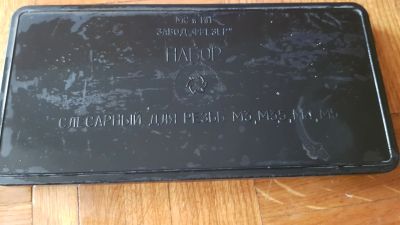 ЗАВОД "ФРЕЗЕР"
НАБОР
СЛЕСАРНЫЙ ДЛЯ РЕЗЬБ М3, М3,5, М4, М5